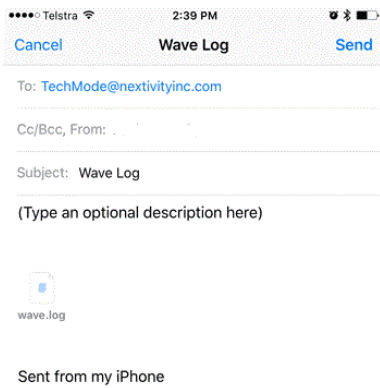 Telstra 2:39 PM
Cancel Wave Log Send
To: TechMode@nextivityinc.com
Cc/Bcc, From:
Subject: Wave Log
(Type an optional description here)
wave.log
Sent from my iPhone